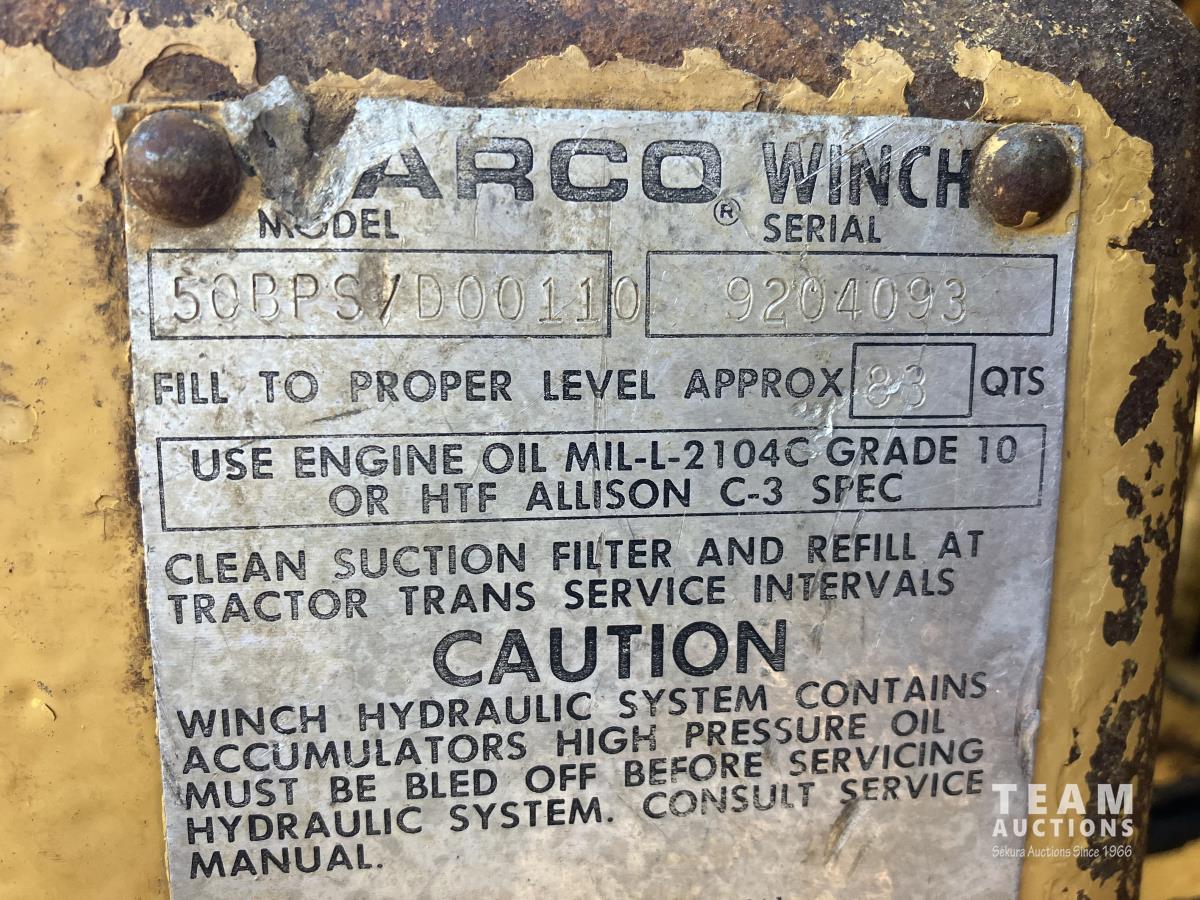 ARCO® WINCH
MODEL SERIAL
50BPS/D00110 9204093
FILL TO PROPER LEVEL APPROX 83 QTS
USE ENGINE OIL MIL-L-2104C GRADE 10
OR HTF ALLISON C-3 SPEC
CLEAN SUCTION FILTER AND REFILL AT
TRACTOR TRANS SERVICE INTERVALS
CAUTION
WINCH HYDRAULIC SYSTEM CONTAINS
ACCUMULATORS HIGH PRESSURE OIL
MUST BE BLED OFF BEFORE SERVICING
HYDRAULIC SYSTEM. CONSULT SERVICE
MANUAL.
TEAM
AUCTIONS
Sekura Auctions Since 1966